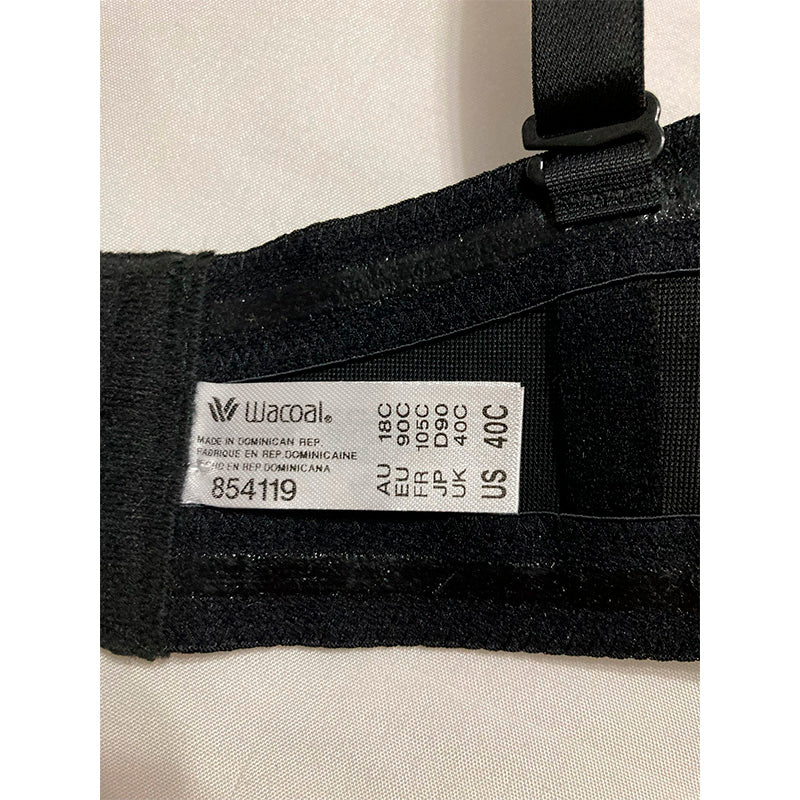 Wacoal®
MADE IN DOMINICAN REP.
FABRIQUE EN REP.DOMINICAINE
HECHO EN REP.DOMINICANA
854119
AU 18C
EU 90C
FR 105C
JP D90
UK 40C
US 40C